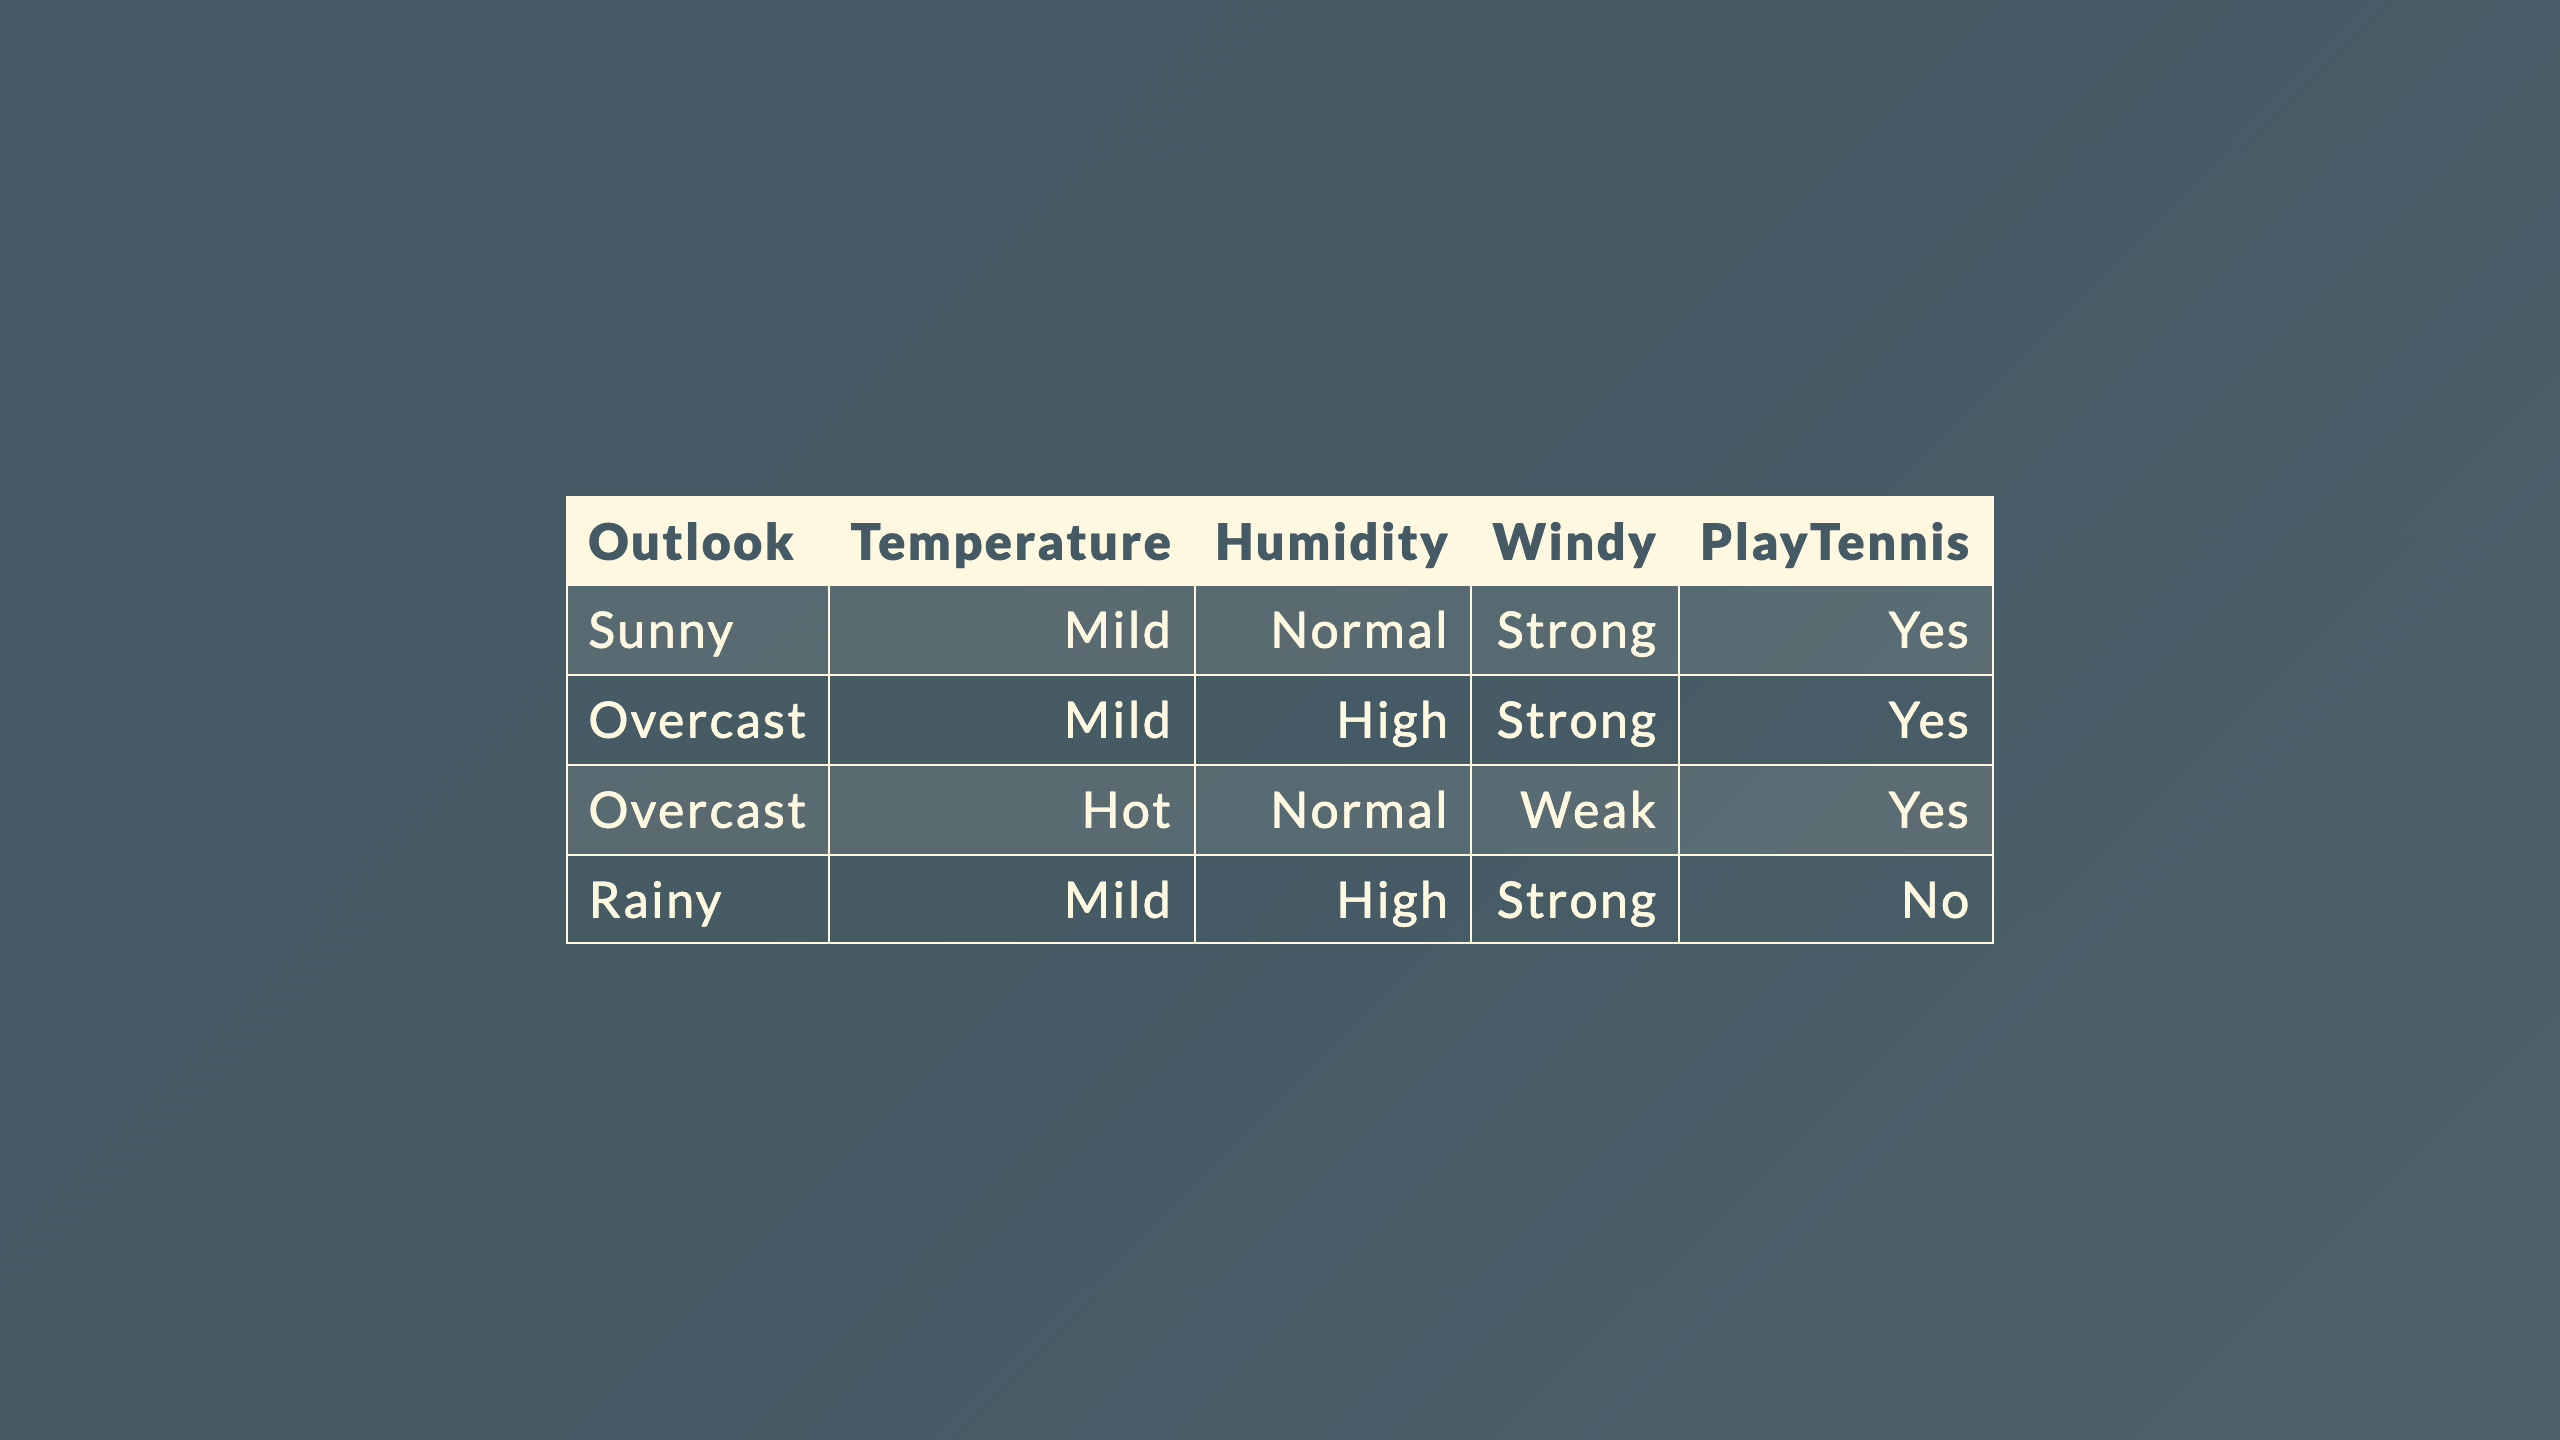 Outlook Temperature Humidity Windy PlayTennis
Sunny Mild Normal Strong Yes
Overcast Mild High Strong Yes
Overcast Hot Normal Weak Yes
Rainy Mild High Strong No